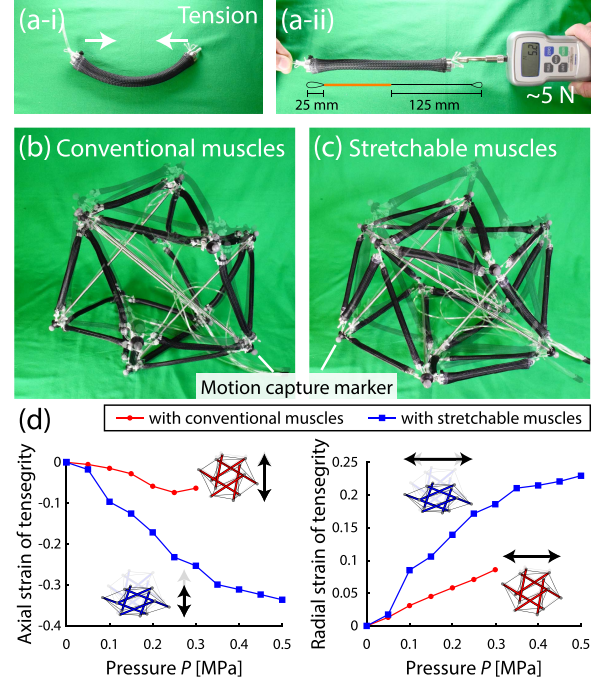 (a-i) Tension
(a-ii)
25 mm
125 mm
~5 N
(b) Conventional muscles
(c) Stretchable muscles
Motion capture marker
(d)
with conventional muscles
with stretchable muscles
Axial strain of tensegrity
0
-0.1
-0.2
-0.3
-0.4
0 0.1 0.2 0.3 0.4 0.5
Pressure P [MPa]
Radial strain of tensegrity
0.25
0.2
0.15
0.1
0.05
0
0 0.1 0.2 0.3 0.4 0.5
Pressure P [MPa]